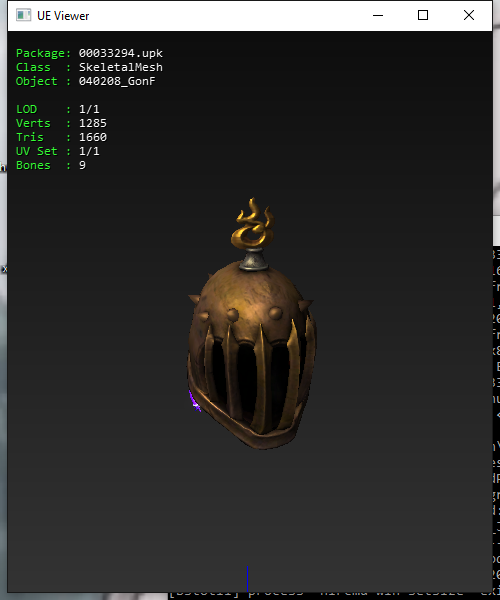 UE Viewer
Package: 00033294.upk
Class : SkeletalMesh
Object : 040208_GonF
LOD : 1/1
Verts : 1285
Tris : 1660
UV Set : 1/1
Bones : 9